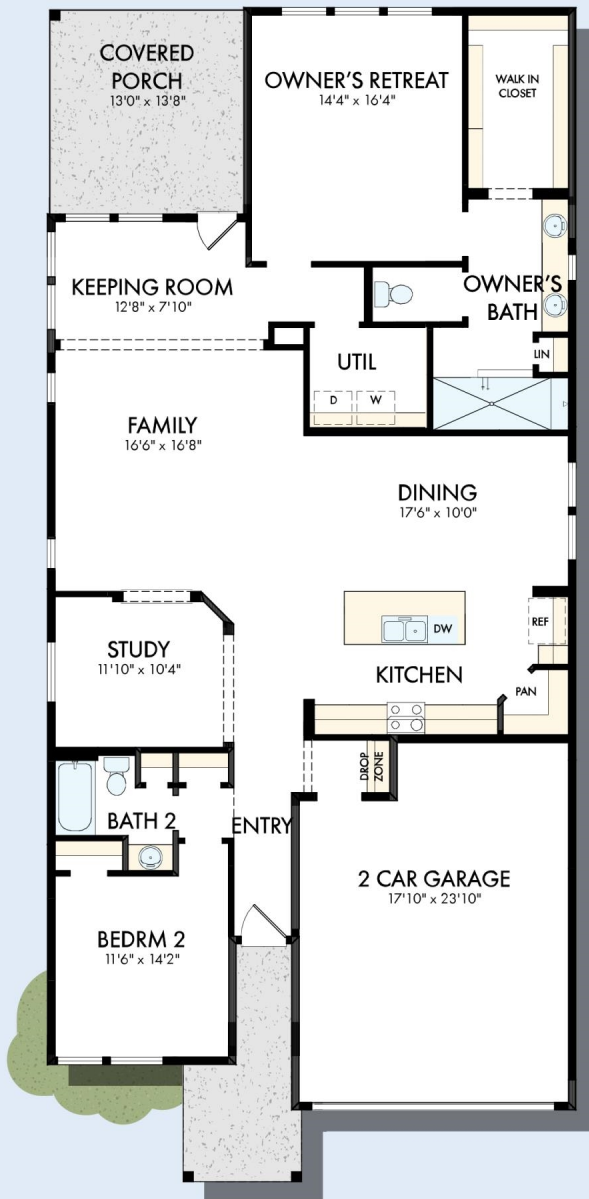 COVERED
PORCH
13'0" x 13'8"
OWNER'S RETREAT
14'4" x 16'4"
WALK IN
CLOSET
KEEPING ROOM
12'8" x 7'10"
OWNER'S
BATH
LIN
UTIL
D
W
FAMILY
16'6" x 16'8"
DINING
17'6" x 10'0"
REF
DW
STUDY
11'10" x 10'4"
KITCHEN
PAN
DROP
ZONE
BATH 2
ENTRY
2 CAR GARAGE
17'10" x 23'10"
BEDRM 2
11'6" x 14'2"